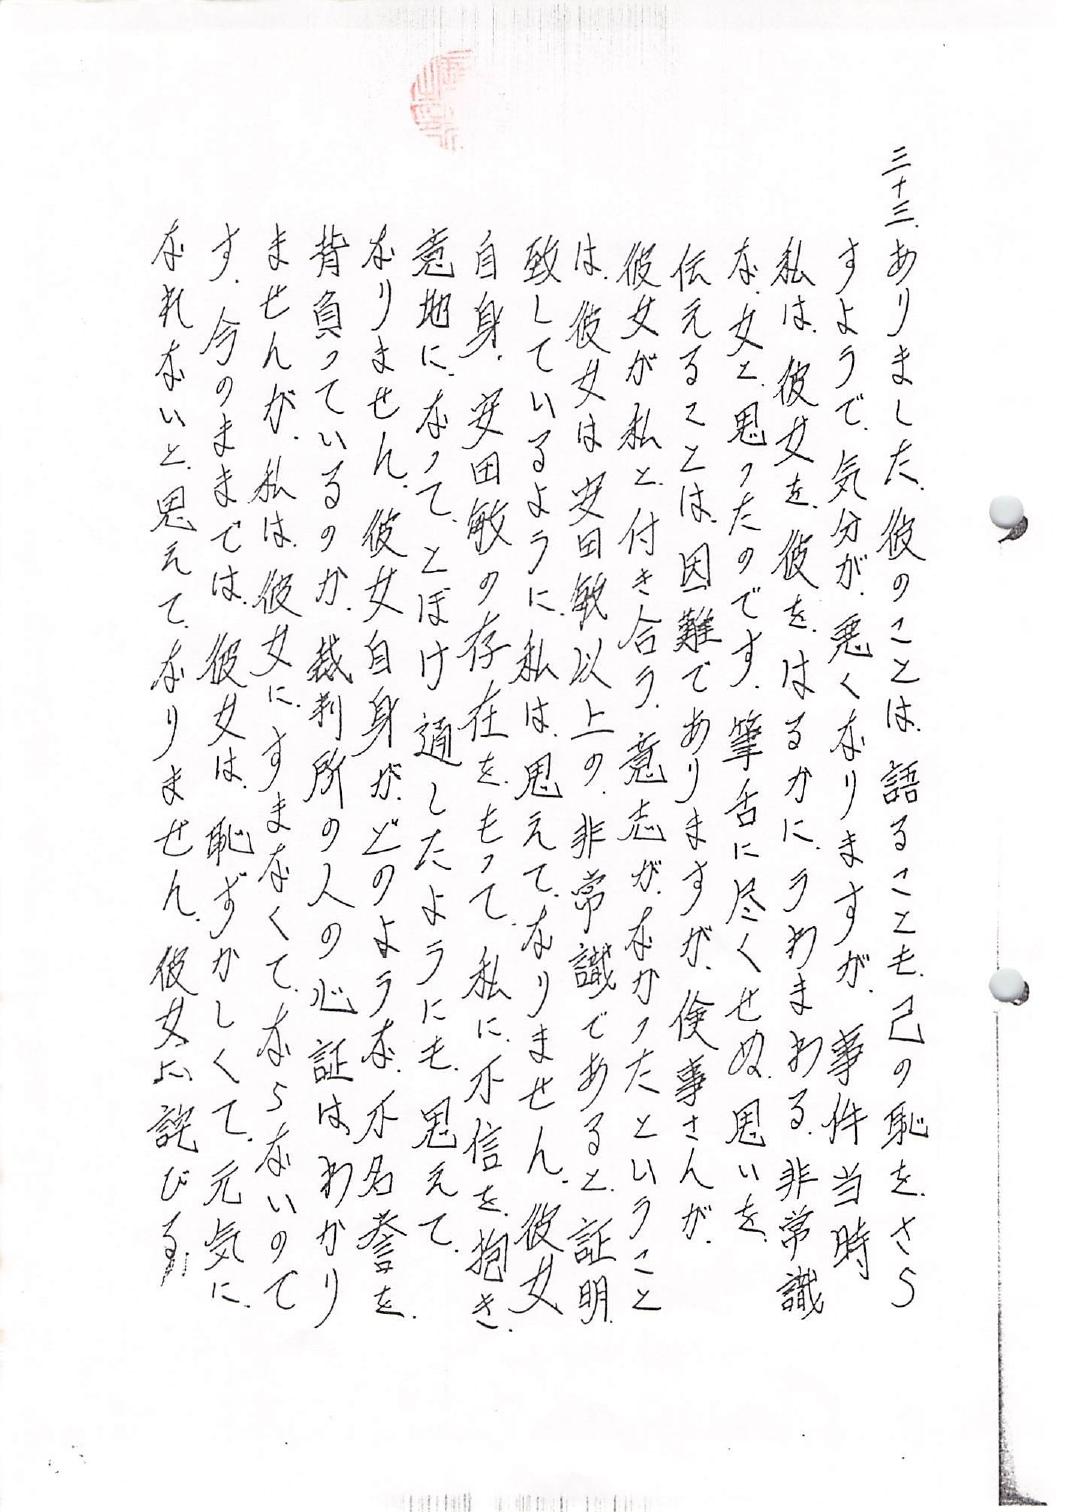 三十三、ありました、彼のことは、語ることも、己の恥を、さら
すようで、気分が、悪くなりますが、事件当時
私は、彼女を、彼を、はるかに、うわまわる、非常識
な、女と、思ったのです、筆舌に尽くせぬ、思いを、
伝えることは、困難でありますが、倹事さんが、
彼女が私と、付き合う、意志が、なかったということ
は、彼女は安田敏以上の、非常識であると、証明
致しているように、私は、思えて、なりません、彼女
自身、安田敏の存在を、もって、私に、不信を、抱き、
意地に、なって、とぼけ通したようにも、思えて、
なりません、彼女自身が、どのような、不名誉を、
背負っているのか、裁判所の人の心証は、わかり
ませんが、私は、彼女に、すまなくて、ならないので
す、今のままでは、彼女は、恥ずかしくて、元気に、
なれないと、思えて、なりません、彼女に詫びる